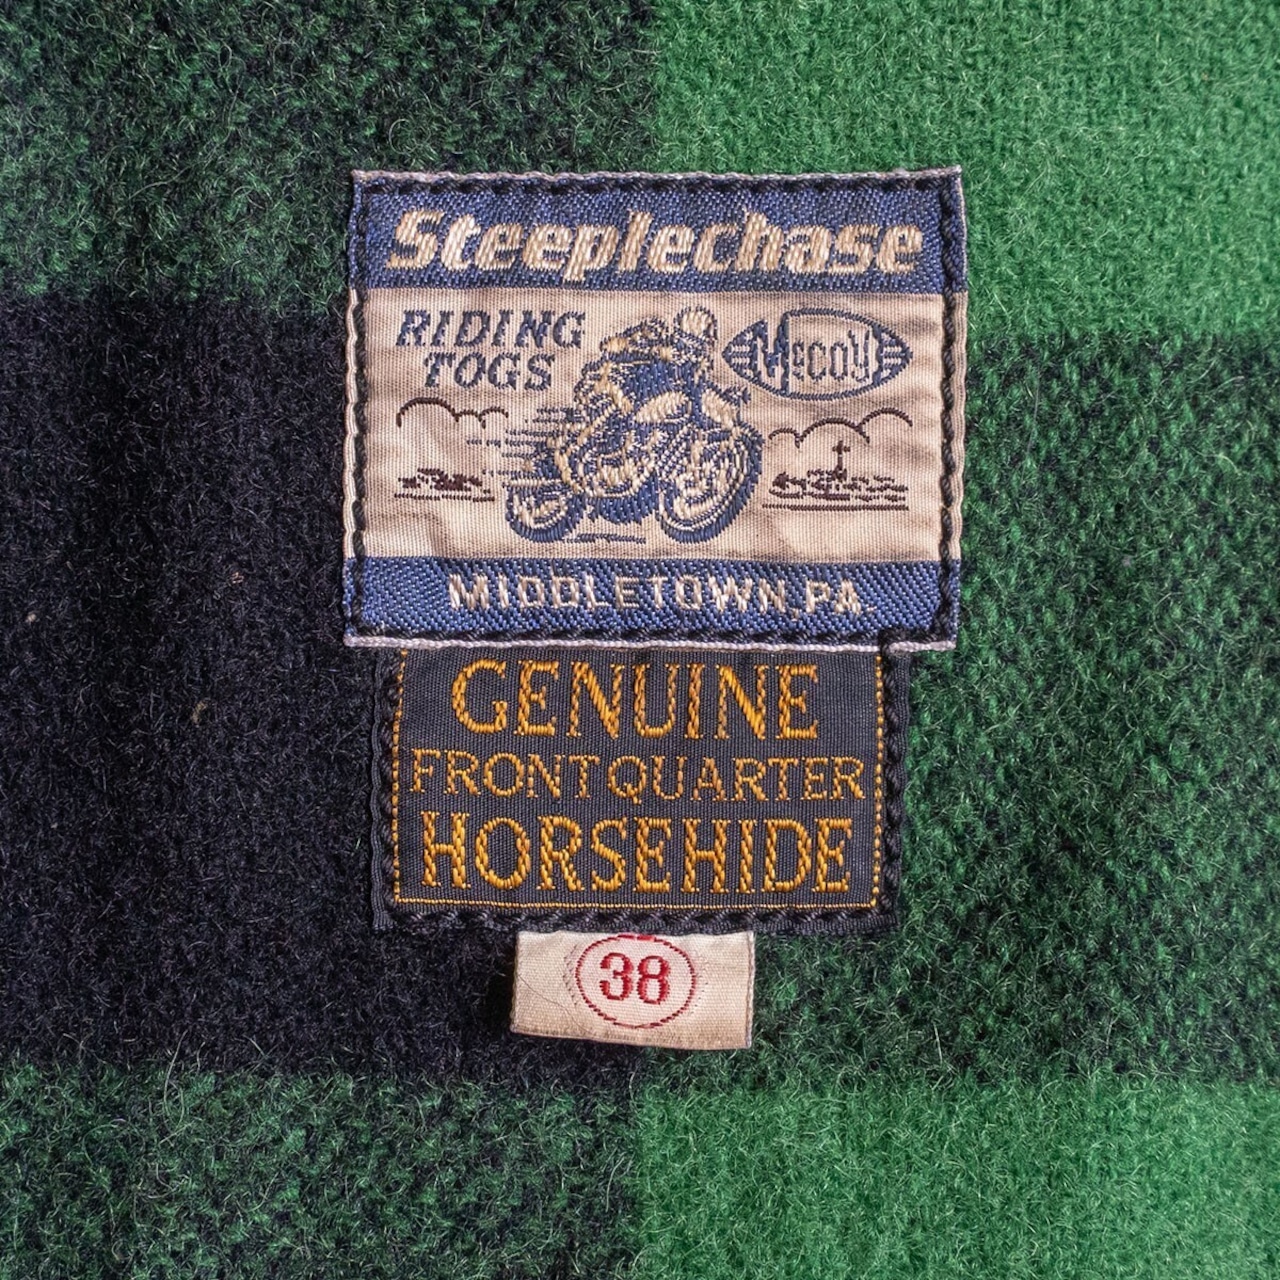 Steeplechase
RIDING
TOGS
McCOY
MIDDLETOWN, PA.
GENUINE
FRONT QUARTER
HORSEHIDE
38